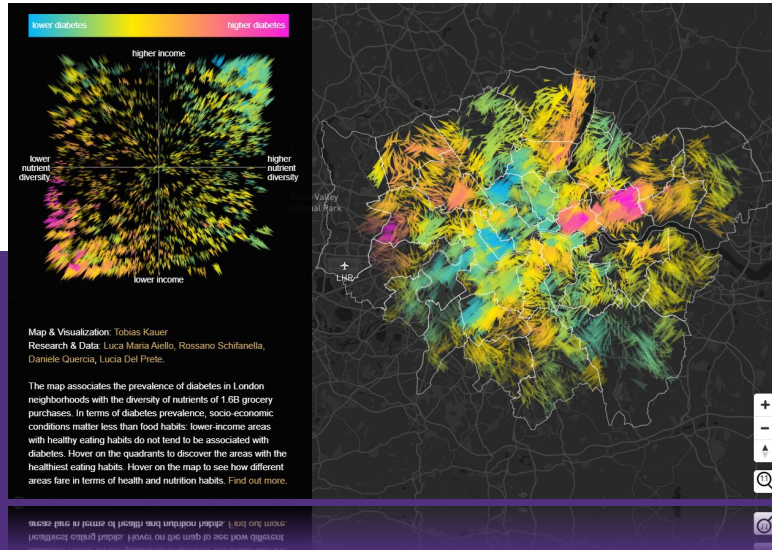 lower diabetes
higher diabetes
higher income
lower
nutrient
diversity
higher
nutrient
diversity
lower income
Map & Visualization: Tobias Kauer
Research & Data: Luca Maria Aiello, Rossano Schifanella,
Daniele Quercia, Lucia Del Prete.
The map associates the prevalence of diabetes in London
neighborhoods with the diversity of nutrients of 1.6B grocery
purchases. In terms of diabetes prevalence, socio-economic
conditions matter less than food habits: lower-income areas
with healthy eating habits do not tend to be associated with
diabetes. Hover on the quadrants to discover the areas with the
healthiest eating habits. Hover on the map to see how different
areas fare in terms of health and nutrition habits. Find out more.
Valley
Park
LHR
11